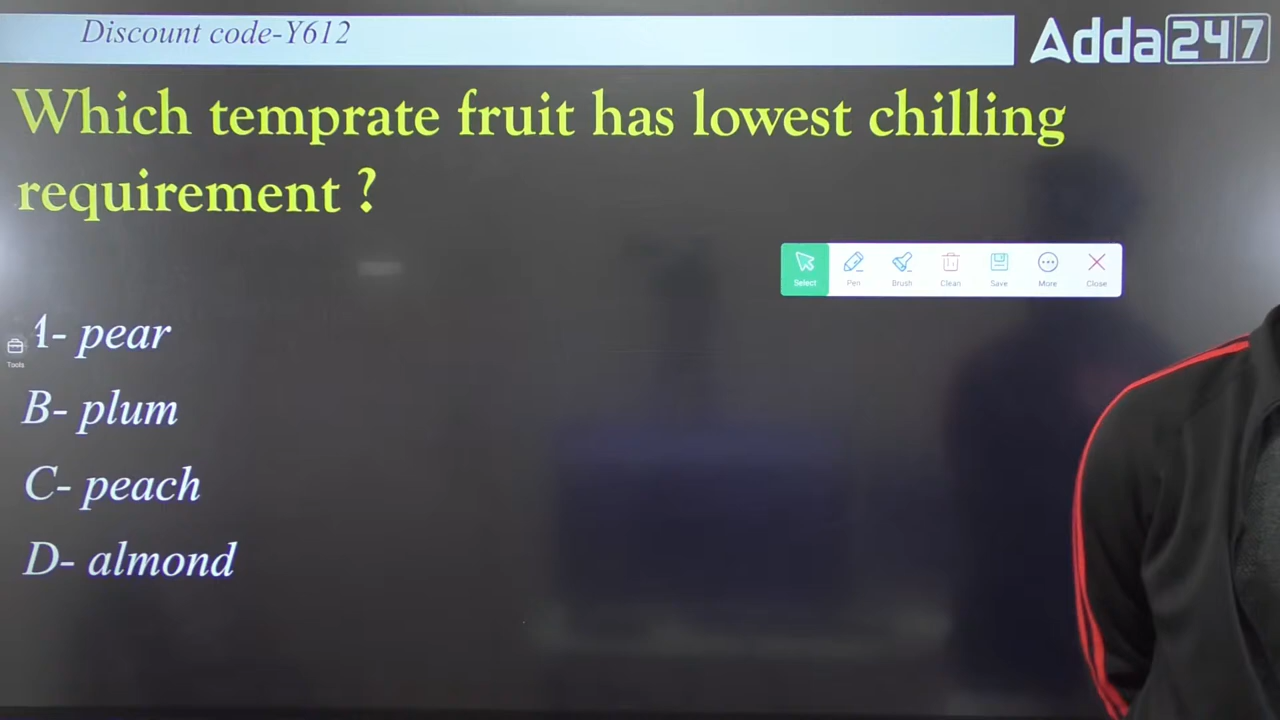 Discount code-Y612
Adda247
Which temprate fruit has lowest chilling
requirement ?
Select
Pen
Brush
Clean
Save
More
Close
A- pear
Tools
B- plum
C- peach
D- almond